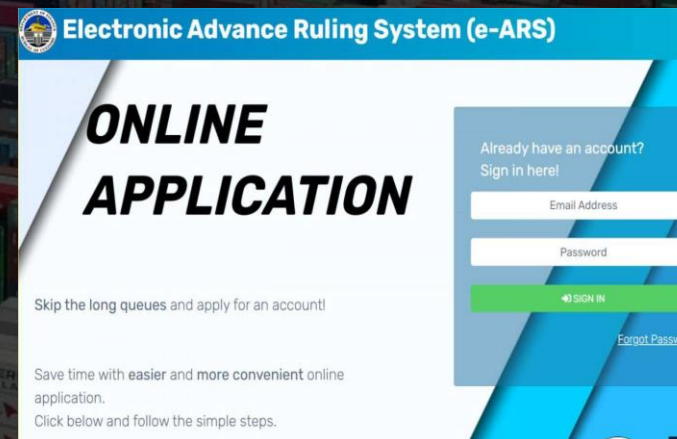 Electronic Advance Ruling System (e-ARS)
ONLINE
APPLICATION
Skip the long queues and apply for an account!
Save time with easier and more convenient online
application.
Click below and follow the simple steps.
Already have an account?
Sign in here!
Email Address
Password
SIGN IN
Forgot Passw